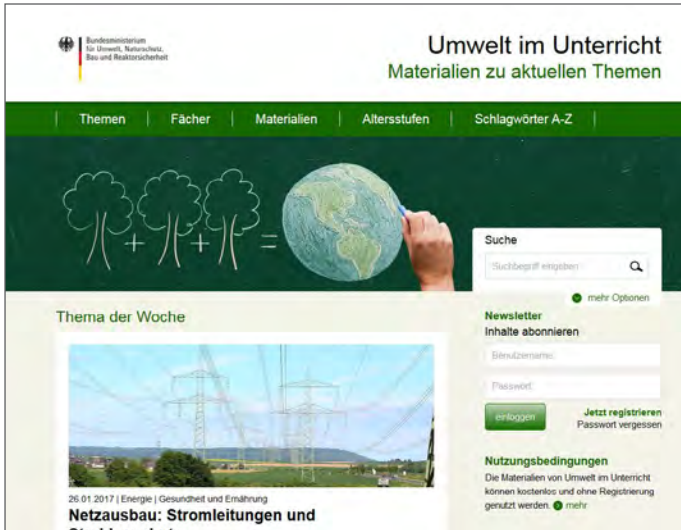 Bundesministerium
für Umwelt, Naturschutz,
Bau und Reaktorsicherheit
Umwelt im Unterricht
Materialien zu aktuellen Themen
Themen | Fächer | Materialien | Altersstufen | Schlagwörter A-Z |
+ + =
Suche
Suchbegriff eingeben
mehr Optionen
Thema der Woche
Newsletter
Inhalte abonnieren
Benutzername
Passwort
einloggen
Jetzt registrieren
Passwort vergessen
Nutzungsbedingungen
Die Materialien von Umwelt im Unterricht
können kostenlos und ohne Registrierung
genutzt werden. mehr
26.01.2017 | Energie | Gesundheit und Ernährung
Netzausbau: Stromleitungen und